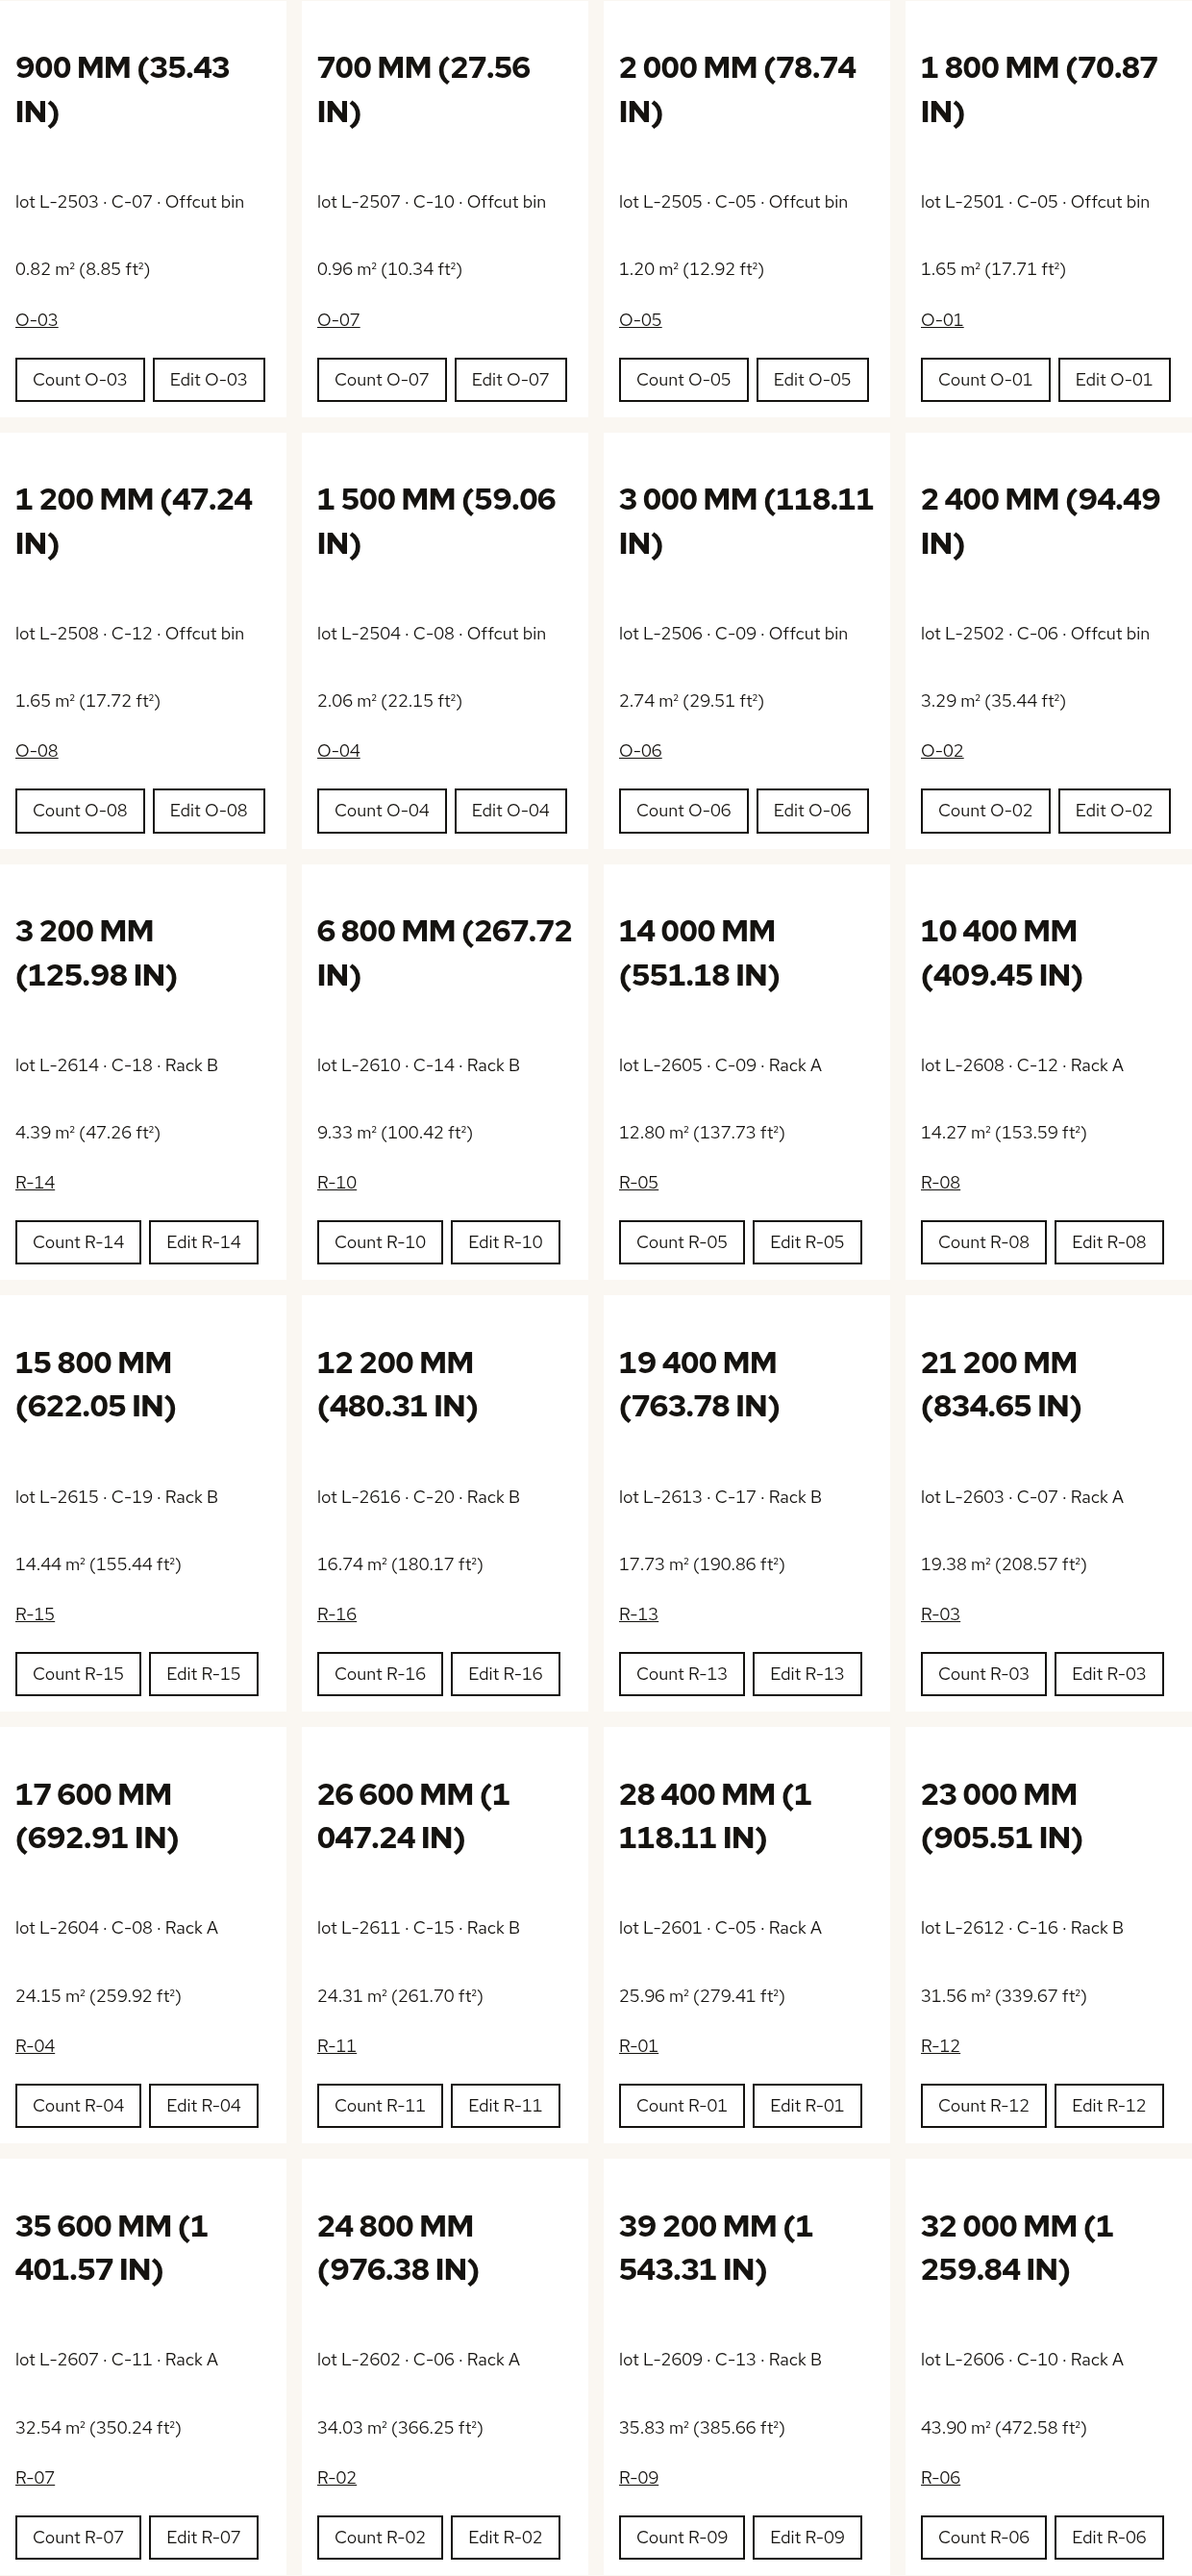 900 MM (35.43
IN)
lot L-2503 · C-07 · Offcut bin
0.82 m² (8.85 ft²)
O-03
Count O-03
Edit O-03
700 MM (27.56
IN)
lot L-2507 · C-10 · Offcut bin
0.96 m² (10.34 ft²)
O-07
Count O-07
Edit O-07
2 000 MM (78.74
IN)
lot L-2505 · C-05 · Offcut bin
1.20 m² (12.92 ft²)
O-05
Count O-05
Edit O-05
1 800 MM (70.87
IN)
lot L-2501 · C-05 · Offcut bin
1.65 m² (17.71 ft²)
O-01
Count O-01
Edit O-01
1 200 MM (47.24
IN)
lot L-2508 · C-12 · Offcut bin
1.65 m² (17.72 ft²)
O-08
Count O-08
Edit O-08
1 500 MM (59.06
IN)
lot L-2504 · C-08 · Offcut bin
2.06 m² (22.15 ft²)
O-04
Count O-04
Edit O-04
3 000 MM (118.11
IN)
lot L-2506 · C-09 · Offcut bin
2.74 m² (29.51 ft²)
O-06
Count O-06
Edit O-06
2 400 MM (94.49
IN)
lot L-2502 · C-06 · Offcut bin
3.29 m² (35.44 ft²)
O-02
Count O-02
Edit O-02
3 200 MM
(125.98 IN)
lot L-2614 · C-18 · Rack B
4.39 m² (47.26 ft²)
R-14
Count R-14
Edit R-14
6 800 MM (267.72
IN)
lot L-2610 · C-14 · Rack B
9.33 m² (100.42 ft²)
R-10
Count R-10
Edit R-10
14 000 MM
(551.18 IN)
lot L-2605 · C-09 · Rack A
12.80 m² (137.73 ft²)
R-05
Count R-05
Edit R-05
10 400 MM
(409.45 IN)
lot L-2608 · C-12 · Rack A
14.27 m² (153.59 ft²)
R-08
Count R-08
Edit R-08
15 800 MM
(622.05 IN)
lot L-2615 · C-19 · Rack B
14.44 m² (155.44 ft²)
R-15
Count R-15
Edit R-15
12 200 MM
(480.31 IN)
lot L-2616 · C-20 · Rack B
16.74 m² (180.17 ft²)
R-16
Count R-16
Edit R-16
19 400 MM
(763.78 IN)
lot L-2613 · C-17 · Rack B
17.73 m² (190.86 ft²)
R-13
Count R-13
Edit R-13
21 200 MM
(834.65 IN)
lot L-2603 · C-07 · Rack A
19.38 m² (208.57 ft²)
R-03
Count R-03
Edit R-03
17 600 MM
(692.91 IN)
lot L-2604 · C-08 · Rack A
24.15 m² (259.92 ft²)
R-04
Count R-04
Edit R-04
26 600 MM (1
047.24 IN)
lot L-2611 · C-15 · Rack B
24.31 m² (261.70 ft²)
R-11
Count R-11
Edit R-11
28 400 MM (1
118.11 IN)
lot L-2601 · C-05 · Rack A
25.96 m² (279.41 ft²)
R-01
Count R-01
Edit R-01
23 000 MM
(905.51 IN)
lot L-2612 · C-16 · Rack B
31.56 m² (339.67 ft²)
R-12
Count R-12
Edit R-12
35 600 MM (1
401.57 IN)
lot L-2607 · C-11 · Rack A
32.54 m² (350.24 ft²)
R-07
Count R-07
Edit R-07
24 800 MM
(976.38 IN)
lot L-2602 · C-06 · Rack A
34.03 m² (366.25 ft²)
R-02
Count R-02
Edit R-02
39 200 MM (1
543.31 IN)
lot L-2609 · C-13 · Rack B
35.83 m² (385.66 ft²)
R-09
Count R-09
Edit R-09
32 000 MM (1
259.84 IN)
lot L-2606 · C-10 · Rack A
43.90 m² (472.58 ft²)
R-06
Count R-06
Edit R-06